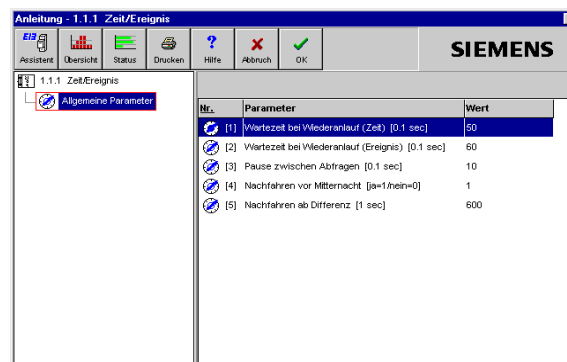 Anleitung - 1.1.1 Zeit/Ereignis
EIB
Assistent Übersicht Status Drucken Hilfe Abbruch OK
SIEMENS
1.1.1 Zeit/Ereignis
Allgemeine Parameter
Nr. Parameter Wert
[1] Wartezeit bei Wiederanlauf (Zeit) [0.1 sec] 50
[2] Wartezeit bei Wiederanlauf (Ereignis) [0.1 sec] 60
[3] Pause zwischen Abfragen [0.1 sec] 10
[4] Nachfahren vor Mitternacht [ja=1/nein=0] 1
[5] Nachfahren ab Differenz [1 sec] 600